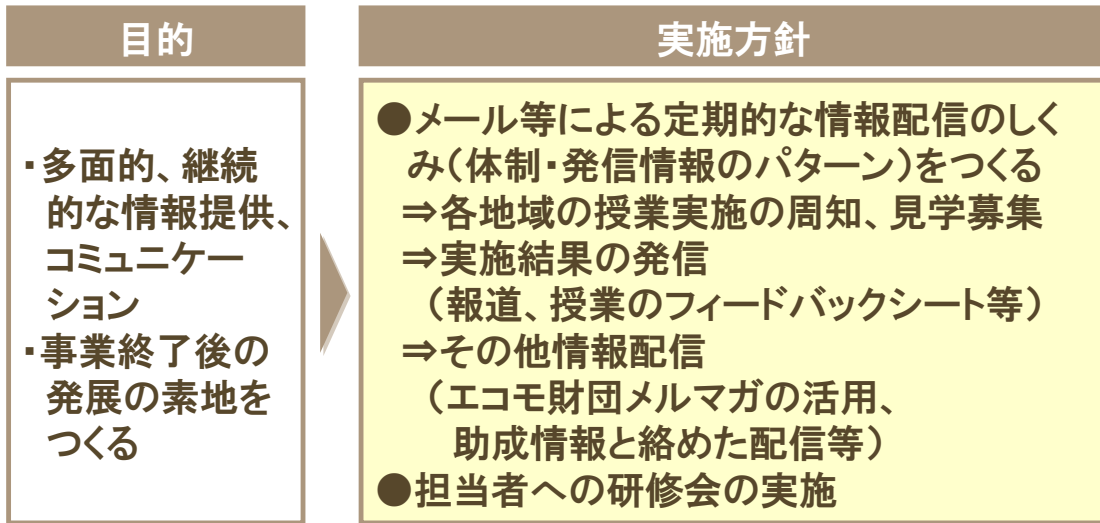 目的
・多面的、継続
的な情報提供、
コミュニケー
ション
・事業終了後の
発展の素地を
つくる
実施方針
●メール等による定期的な情報配信のしく
み(体制・発信情報のパターン)をつくる
⇒各地域の授業実施の周知、見学募集
⇒実施結果の発信
(報道、授業のフィードバックシート等)
⇒その他情報配信
(エコモ財団メルマガの活用、
助成情報と絡めた配信等)
●担当者への研修会の実施